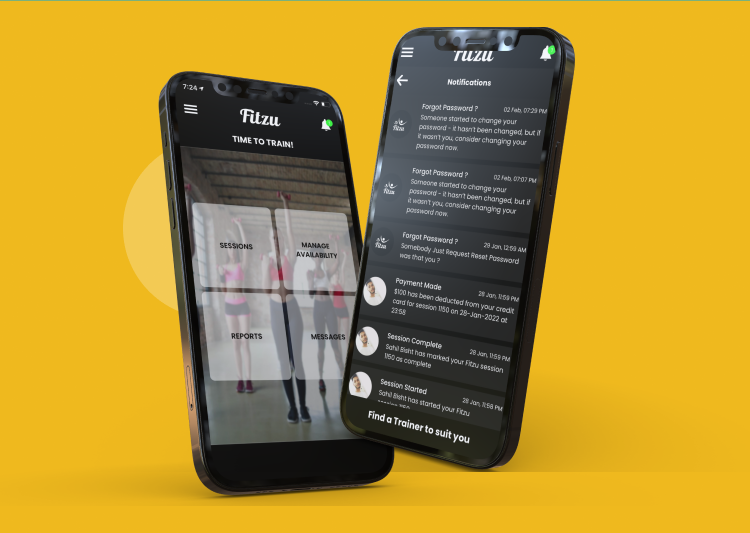 7:24
Fitzu
TIME TO TRAIN!
SESSIONS
MANAGE
AVAILABILITY
REPORTS
MESSAGES
Fitzu
Notifications
Forgot Password ?
02 Feb, 07:29 PM
Someone started to change your
password - it hasn't been changed, but if
it wasn't you, consider changing your
password now.
Fitzu
Forgot Password ?
02 Feb, 07:07 PM
Someone started to change your
password - it hasn't been changed, but if
it wasn't you, consider changing your
password now.
Fitzu
Forgot Password ?
29 Jan, 12:59 AM
Somebody Just Request Reset Password
was that you ?
Fitzu
Payment Made
28 Jan, 11:59 PM
$100 has been deducted from your credit
card for session 1150 on 28-Jan-2022 at
23:58
Session Complete
28 Jan, 11:59 PM
Sahil Bisht has marked your Fitzu session
1150 as complete
Session Started
28 Jan, 11:58 PM
Sahil Bisht has started your Fitzu
session 1150
Find a Trainer to suit you